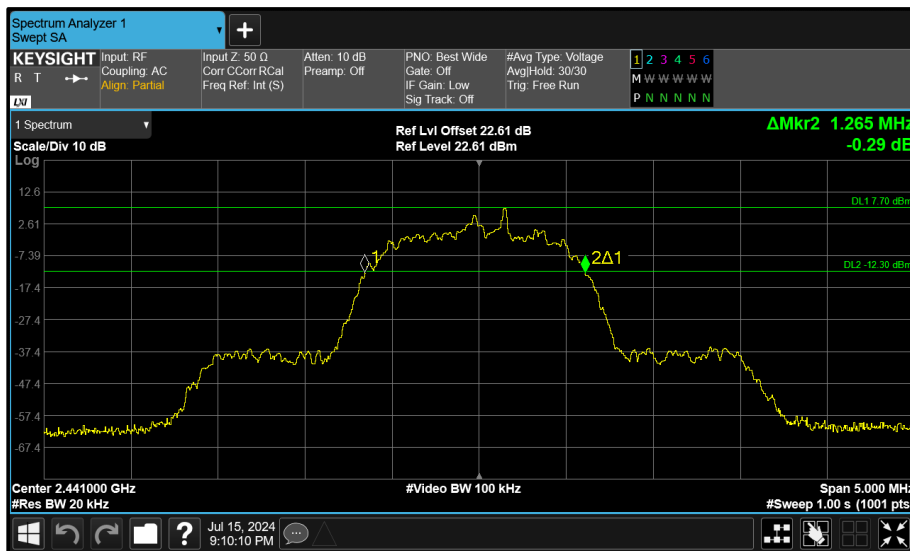 Spectrum Analyzer 1
Swept SA
KEYSIGHT
R T
LXI
Input: RF
Coupling: AC
Align: Partial
Input Z: 50 Ω
Corr CCorr RCal
Freq Ref: Int (S)
Atten: 10 dB
Preamp: Off
PNO: Best Wide
Gate: Off
IF Gain: Low
Sig Track: Off
#Avg Type: Voltage
Avg|Hold: 30/30
Trig: Free Run
1 2 3 4 5 6
M W W W W W
P N N N N N
1 Spectrum
Scale/Div 10 dB
Ref Lvl Offset 22.61 dB
Ref Level 22.61 dBm
ΔMkr2 1.265 MHz
-0.29 dB
Log
12.6
DL1 7.70 dBm
2.61
-7.39
1
2Δ1
DL2 -12.30 dBm
-17.4
-27.4
-37.4
-47.4
-57.4
-67.4
Center 2.441000 GHz
#Video BW 100 kHz
Span 5.000 MHz
#Res BW 20 kHz
#Sweep 1.00 s (1001 pts
?
Jul 15, 2024
9:10:10 PM